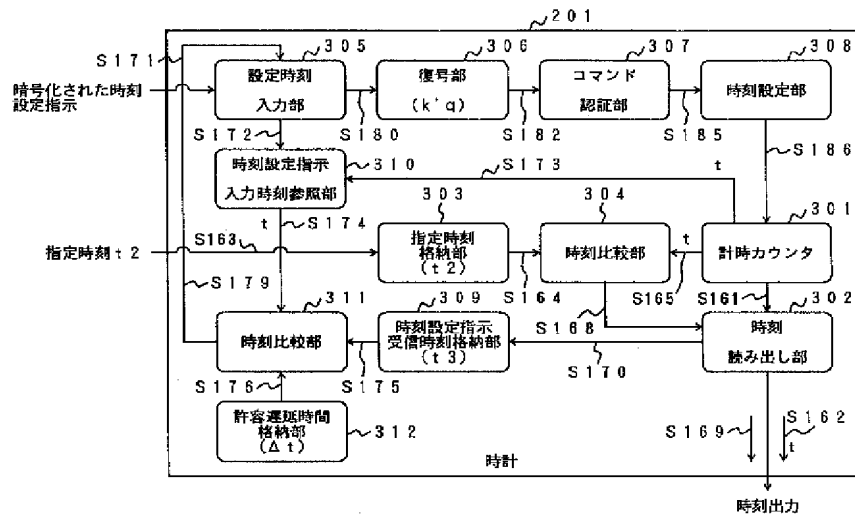 201
S171
305
306
307
308
暗号化された時刻
設定指示
設定時刻
入力部
復号部
(k'q)
コマンド
認証部
時刻設定部
S172
S180
S182
S185
S186
310
S173
t
時刻設定指示
入力時刻参照部
303
304
301
t
S174
指定時刻t2
S163
指定時刻
格納部
(t2)
時刻比較部
t
計時カウンタ
S179
S164
S165
S161
311
309
302
S168
時刻比較部
時刻設定指示
受信時刻格納部
(t3)
時刻
読み出し部
S176
S175
S170
許容遅延時間
格納部
(Δt)
312
S169
S162
t
時計
時刻出力